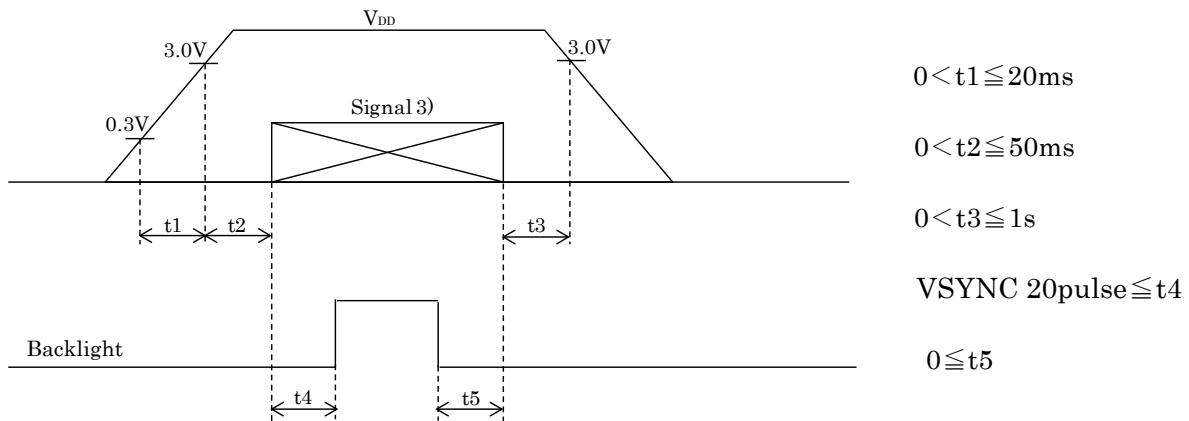 VDD
3.0V
3.0V
0.3V
Signal 3)
t1
t2
t3
Backlight
t4
t5
0<t1≦20ms
0<t2≦50ms
0<t3≦1s
VSYNC 20pulse≦t4
0≦t5